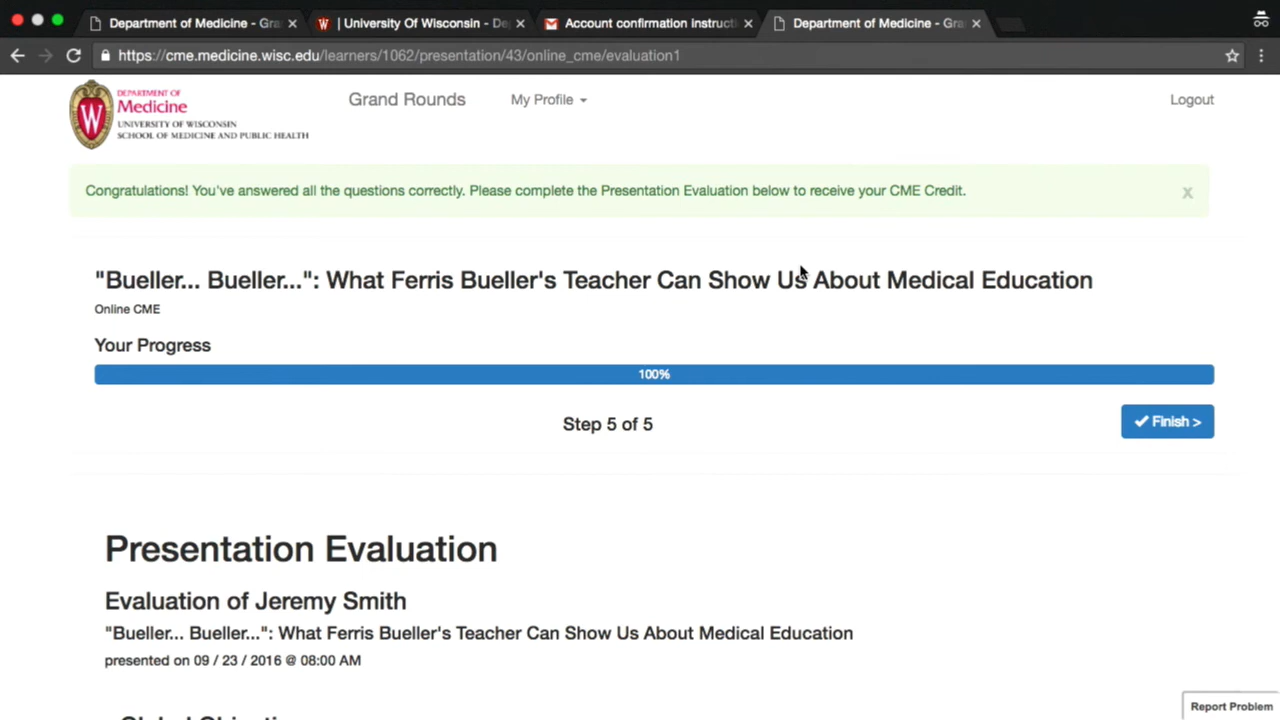 Department of Medicine - Gra
| University Of Wisconsin - De
Account confirmation instructi
Department of Medicine - Gra
https://cme.medicine.wisc.edu/learners/1062/presentation/43/online_cme/evaluation1
W
DEPARTMENT OF
Medicine
UNIVERSITY OF WISCONSIN
SCHOOL OF MEDICINE AND PUBLIC HEALTH
Grand Rounds
My Profile
Logout
Congratulations! You've answered all the questions correctly. Please complete the Presentation Evaluation below to receive your CME Credit.
x
"Bueller... Bueller...": What Ferris Bueller's Teacher Can Show Us About Medical Education
Online CME
Your Progress
100%
Step 5 of 5
Finish >
Presentation Evaluation
Evaluation of Jeremy Smith
"Bueller... Bueller...": What Ferris Bueller's Teacher Can Show Us About Medical Education
presented on 09 / 23 / 2016 @ 08:00 AM
Report Problem